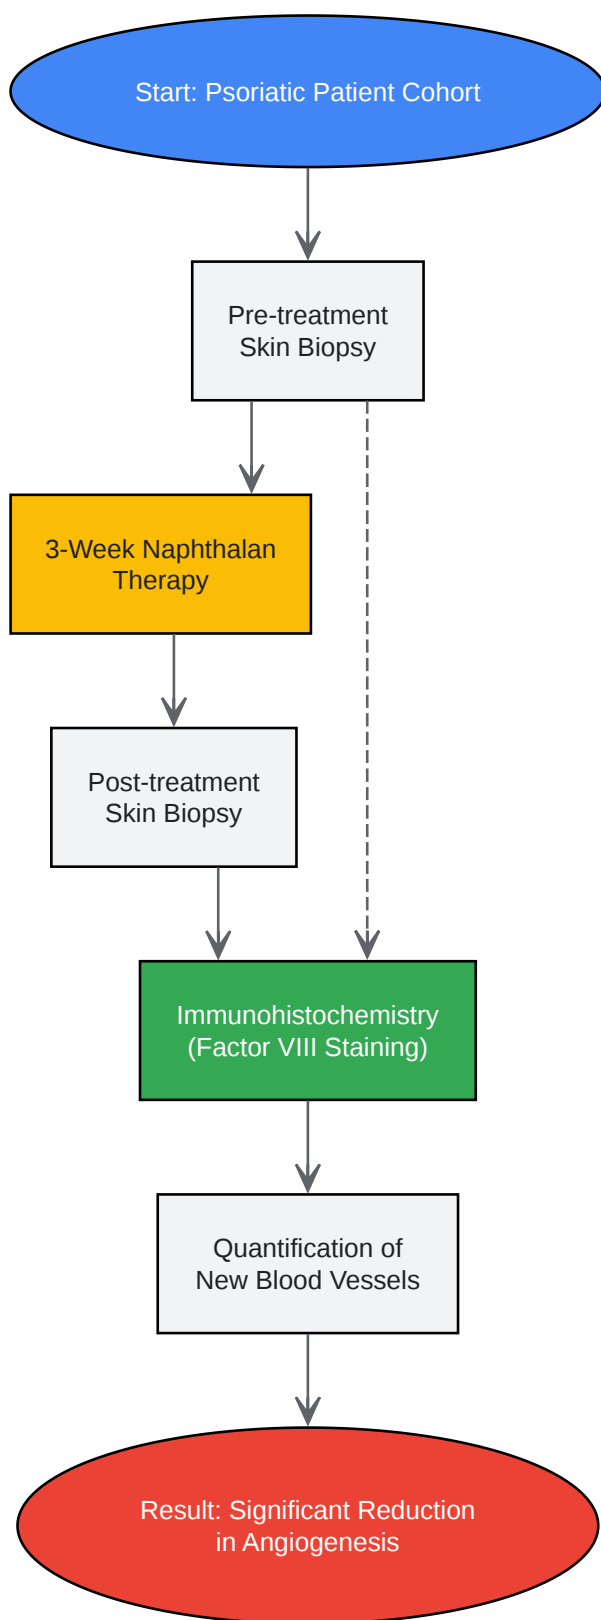 Start: Psoriatic Patient Cohort
Pre-treatment
Skin Biopsy
3-Week Naphthalan
Therapy
Post-treatment
Skin Biopsy
Immunohistochemistry
(Factor VIII Staining)
Quantification of
New Blood Vessels
Result: Significant Reduction
in Angiogenesis